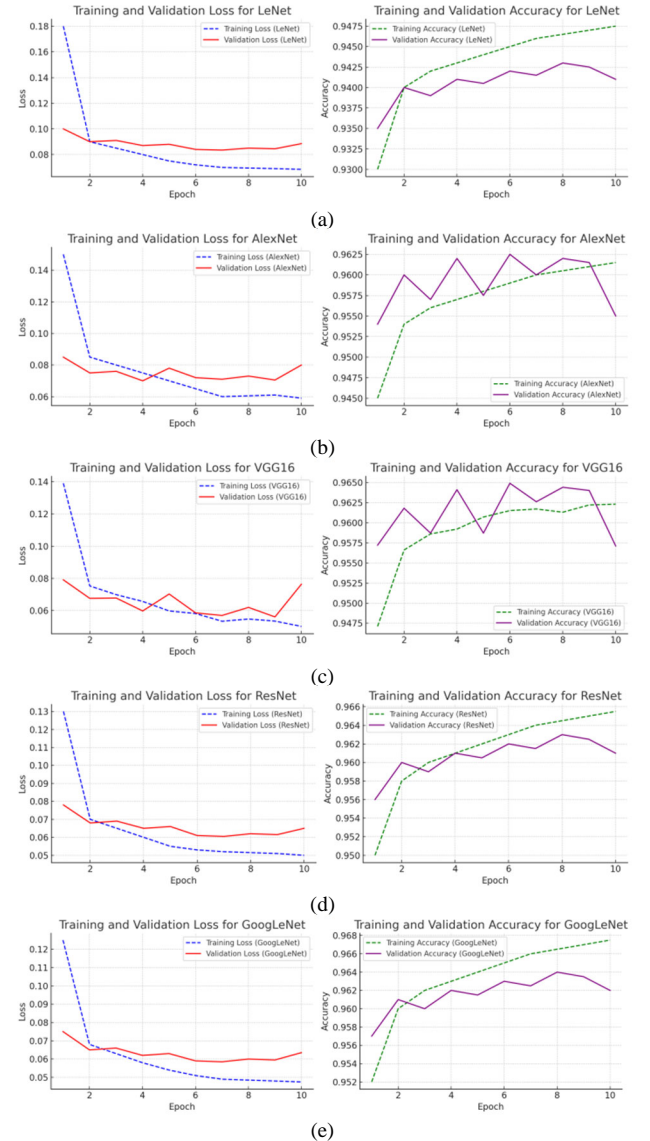 Training and Validation Loss for LeNet
Training and Validation Accuracy for LeNet
0.18
0.16
0.14
0.12
0.10
0.08
Loss
Training Loss (LeNet)
Validation Loss (LeNet)
2 4 6 8 10
Epoch
0.9475
0.9450
0.9425
0.9400
0.9375
0.9350
0.9325
0.9300
Accuracy
Training Accuracy (LeNet)
Validation Accuracy (LeNet)
2 4 6 8 10
Epoch
(a)
Training and Validation Loss for AlexNet
Training and Validation Accuracy for AlexNet
0.14
0.12
0.10
0.08
0.06
Loss
Training Loss (AlexNet)
Validation Loss (AlexNet)
2 4 6 8 10
Epoch
0.9625
0.9600
0.9575
0.9550
0.9525
0.9500
0.9475
0.9450
Accuracy
Training Accuracy (AlexNet)
Validation Accuracy (AlexNet)
2 4 6 8 10
Epoch
(b)
Training and Validation Loss for VGG16
Training and Validation Accuracy for VGG16
0.14
0.12
0.10
0.08
0.06
Loss
Training Loss (VGG16)
Validation Loss (VGG16)
2 4 6 8 10
Epoch
0.9650
0.9625
0.9600
0.9575
0.9550
0.9525
0.9500
0.9475
Accuracy
Training Accuracy (VGG16)
Validation Accuracy (VGG16)
2 4 6 8 10
Epoch
(c)
Training and Validation Loss for ResNet
Training and Validation Accuracy for ResNet
0.13
0.12
0.11
0.10
0.09
0.08
0.07
0.06
0.05
Loss
Training Loss (ResNet)
Validation Loss (ResNet)
2 4 6 8 10
Epoch
0.966
0.964
0.962
0.960
0.958
0.956
0.954
0.952
0.950
Accuracy
Training Accuracy (ResNet)
Validation Accuracy (ResNet)
2 4 6 8 10
Epoch
(d)
Training and Validation Loss for GoogLeNet
Training and Validation Accuracy for GoogLeNet
0.12
0.11
0.10
0.09
0.08
0.07
0.06
0.05
Loss
Training Loss (GoogLeNet)
Validation Loss (GoogLeNet)
2 4 6 8 10
Epoch
0.968
0.966
0.964
0.962
0.960
0.958
0.956
0.954
0.952
Accuracy
Training Accuracy (GoogLeNet)
Validation Accuracy (GoogLeNet)
2 4 6 8 10
Epoch
(e)